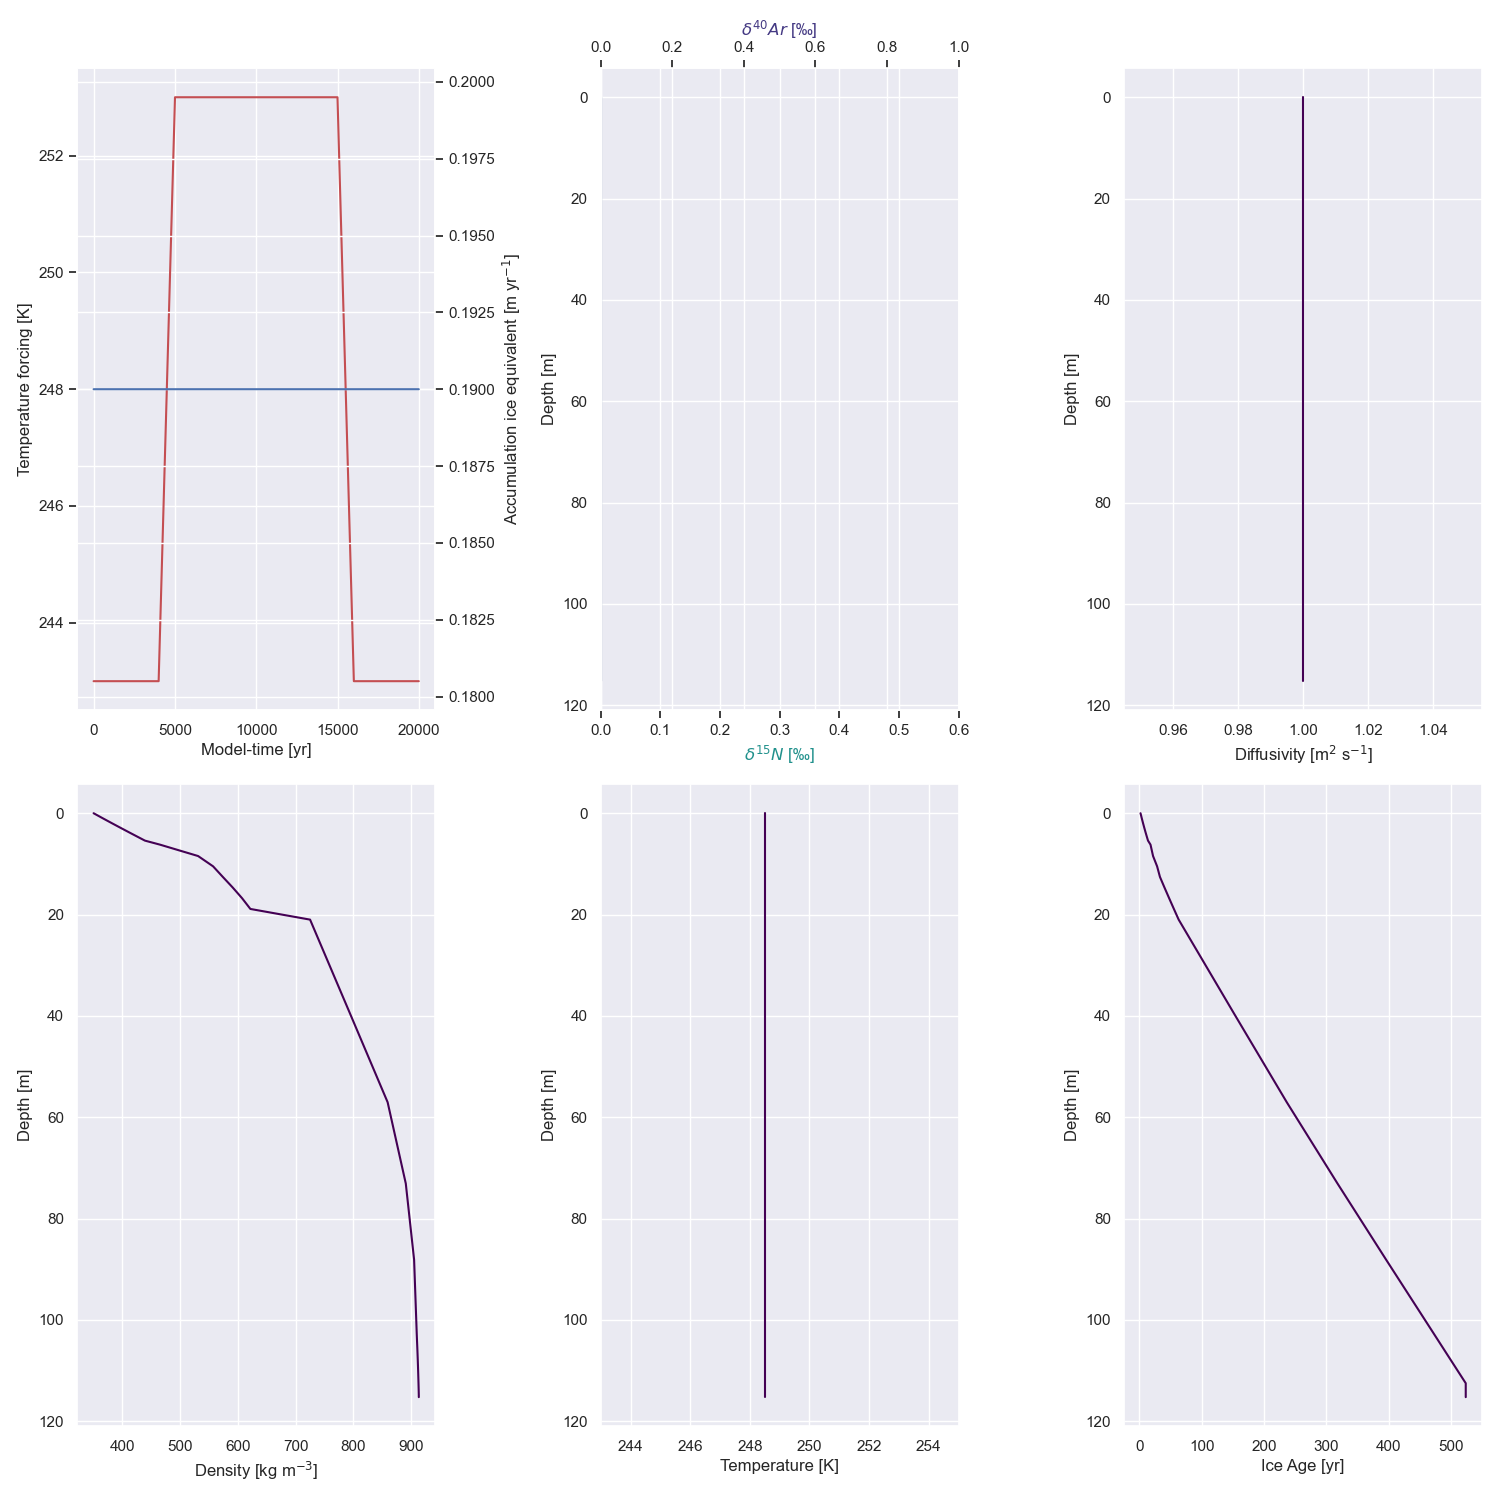 δ⁴⁰Ar [‰]
0.0 0.2 0.4 0.6 0.8 1.0
252
250
248
246
244
Temperature forcing [K]
0.2000
0.1975
0.1950
0.1925
0.1900
0.1875
0.1850
0.1825
0.1800
Accumulation ice equivalent [m yr⁻¹]
0 5000 10000 15000 20000
Model-time [yr]
0
20
40
60
80
100
120
Depth [m]
0.0 0.1 0.2 0.3 0.4 0.5 0.6
δ¹⁵N [‰]
0
20
40
60
80
100
120
Depth [m]
0.96 0.98 1.00 1.02 1.04
Diffusivity [m² s⁻¹]
0
20
40
60
80
100
120
Depth [m]
400 500 600 700 800 900
Density [kg m⁻³]
0
20
40
60
80
100
120
Depth [m]
244 246 248 250 252 254
Temperature [K]
0
20
40
60
80
100
120
Depth [m]
0 100 200 300 400 500
Ice Age [yr]